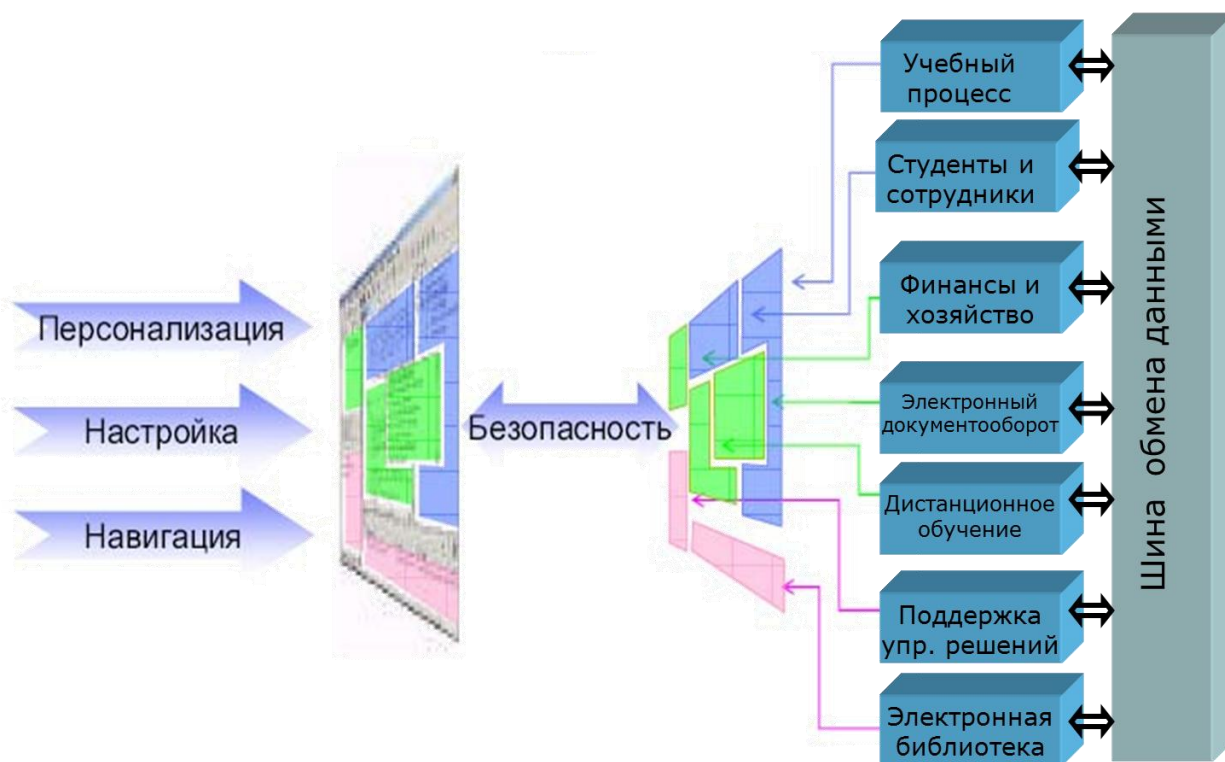 Персонализация
Настройка
Навигация
Безопасность
Учебный
процесс
Студенты и
сотрудники
Финансы и
хозяйство
Электронный
документооборот
Дистанционное
обучение
Поддержка
упр. решений
Электронная
библиотека
Шина обмена данными